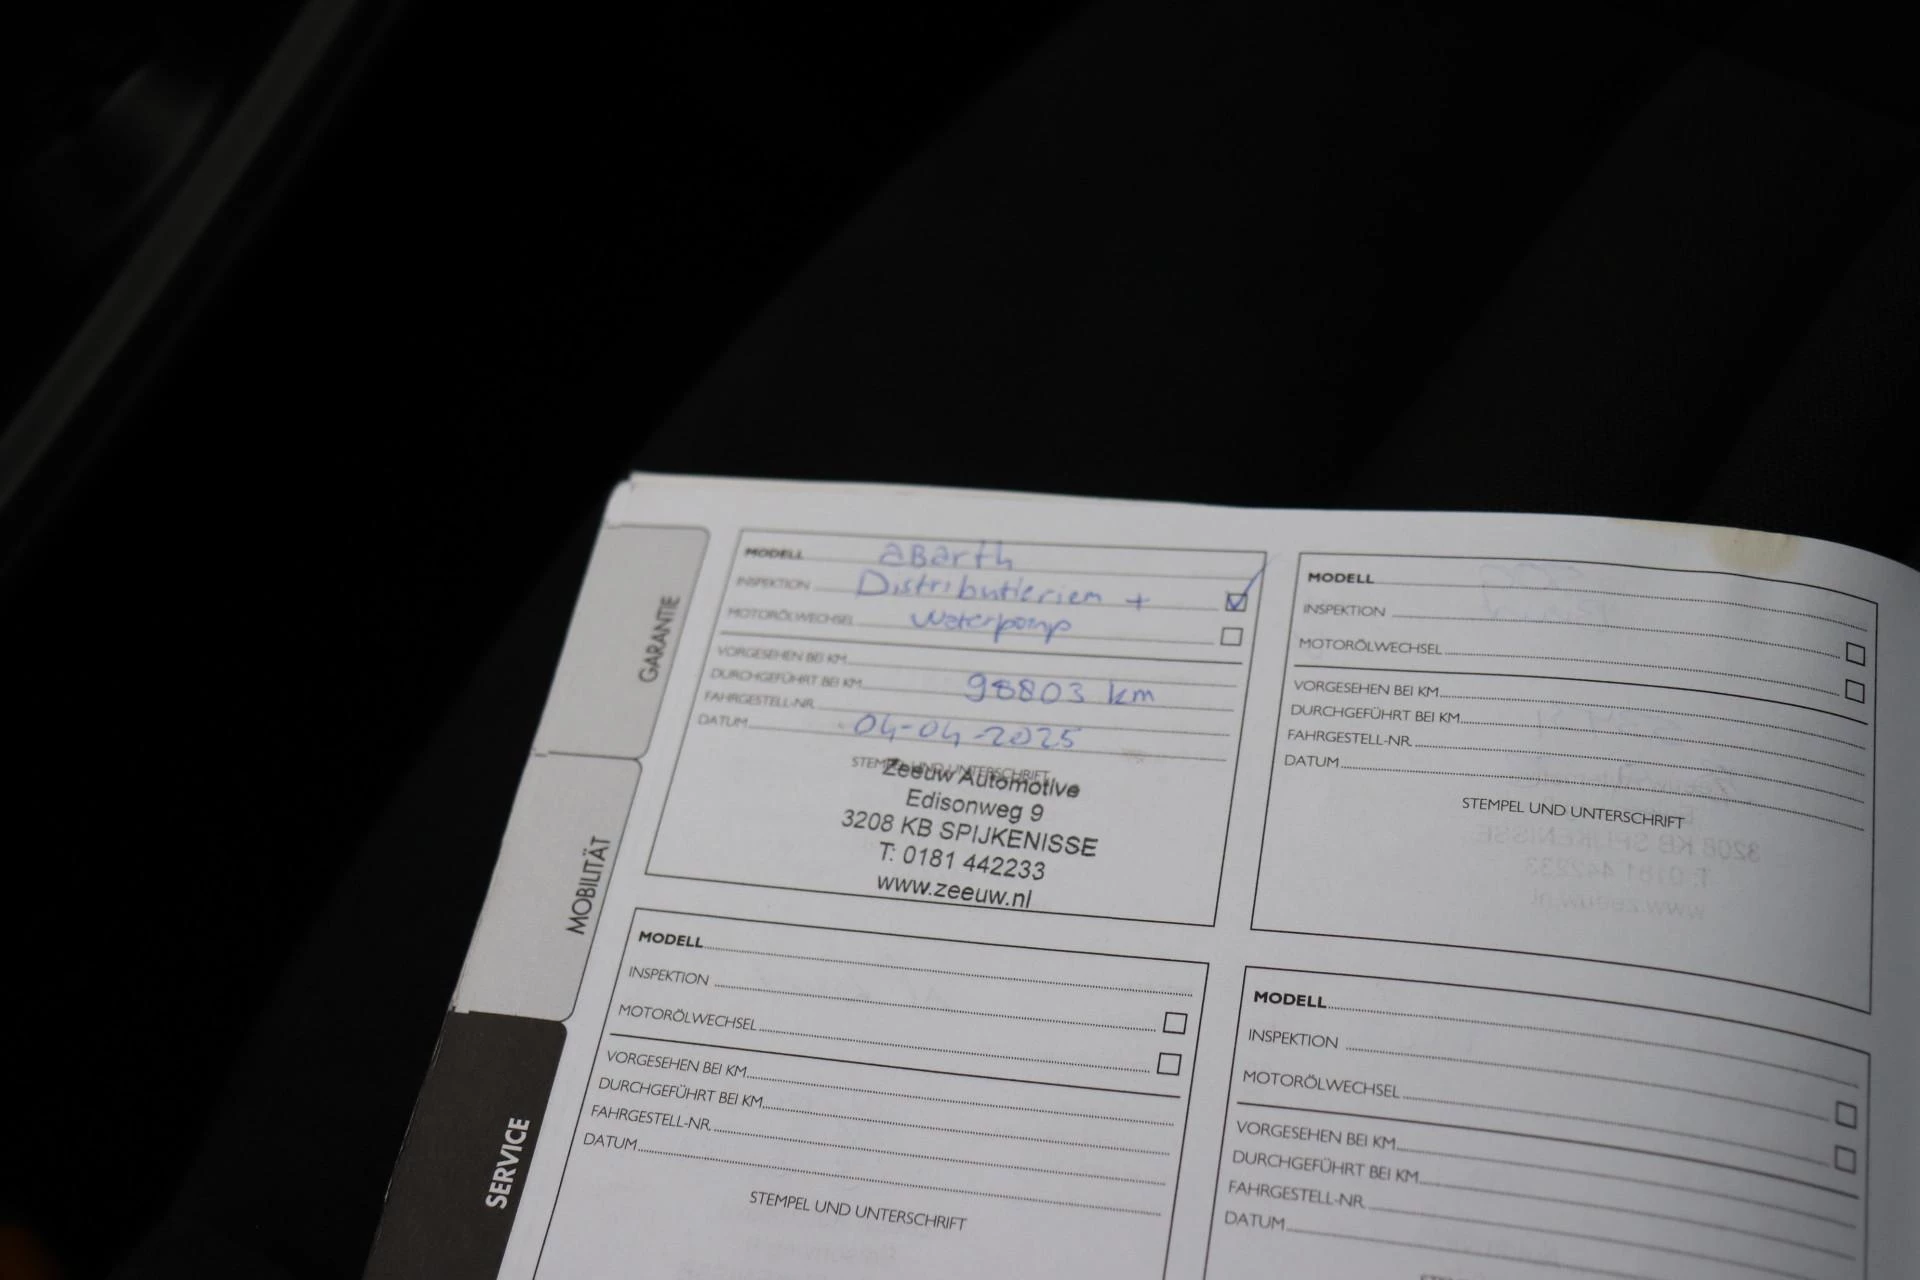 GARANTIE
MOBILITÄT
SERVICE
MODELL aBarth
INSPEKTION Distributieriem +
MOTORÖLWECHSEL Waterpomp
VORGESEHEN BEI KM
DURCHGEFÜHRT BEI KM 98803 km
FAHRGESTELL-NR.
DATUM 04-04-2025
STEMPEL UND UNTERSCHRIFT
Zeeuw Automotive
Edisonweg 9
3208 KB SPIJKENISSE
T: 0181 442233
www.zeeuw.nl
MODELL
INSPEKTION
MOTORÖLWECHSEL
VORGESEHEN BEI KM
DURCHGEFÜHRT BEI KM
FAHRGESTELL-NR.
DATUM
STEMPEL UND UNTERSCHRIFT
MODELL
INSPEKTION
MOTORÖLWECHSEL
VORGESEHEN BEI KM
DURCHGEFÜHRT BEI KM
FAHRGESTELL-NR.
DATUM
STEMPEL UND UNTERSCHRIFT
MODELL
INSPEKTION
MOTORÖLWECHSEL
VORGESEHEN BEI KM
DURCHGEFÜHRT BEI KM
FAHRGESTELL-NR.
DATUM